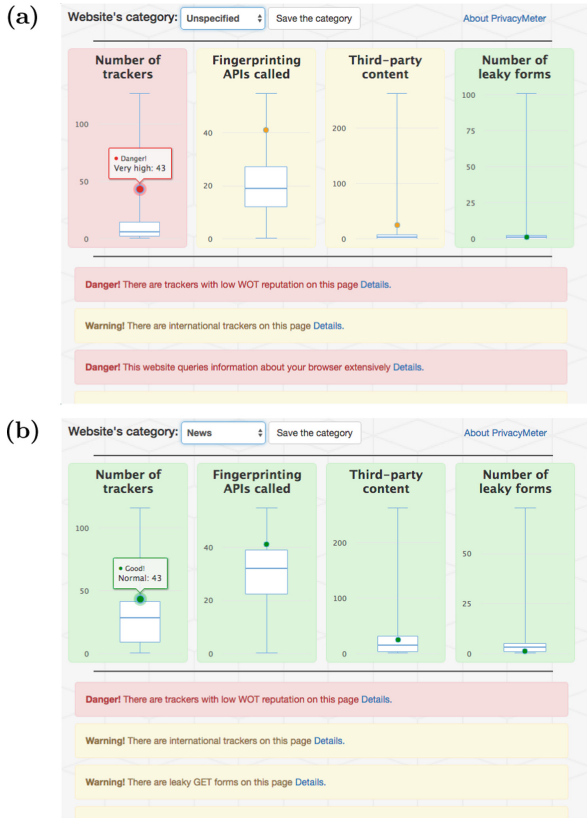 (a)
Website's category: Unspecified Save the category About PrivacyMeter
Number of trackers
100
50
0
• Danger!
Very high: 43
Fingerprinting APIs called
40
20
0
Third-party content
200
100
0
Number of leaky forms
100
75
50
25
0
Danger! There are trackers with low WOT reputation on this page Details.
Warning! There are international trackers on this page Details.
Danger! This website queries information about your browser extensively Details.
(b)
Website's category: News Save the category About PrivacyMeter
Number of trackers
100
50
0
• Good!
Normal: 43
Fingerprinting APIs called
40
20
0
Third-party content
200
100
0
Number of leaky forms
50
25
0
Danger! There are trackers with low WOT reputation on this page Details.
Warning! There are international trackers on this page Details.
Warning! There are leaky GET forms on this page Details.